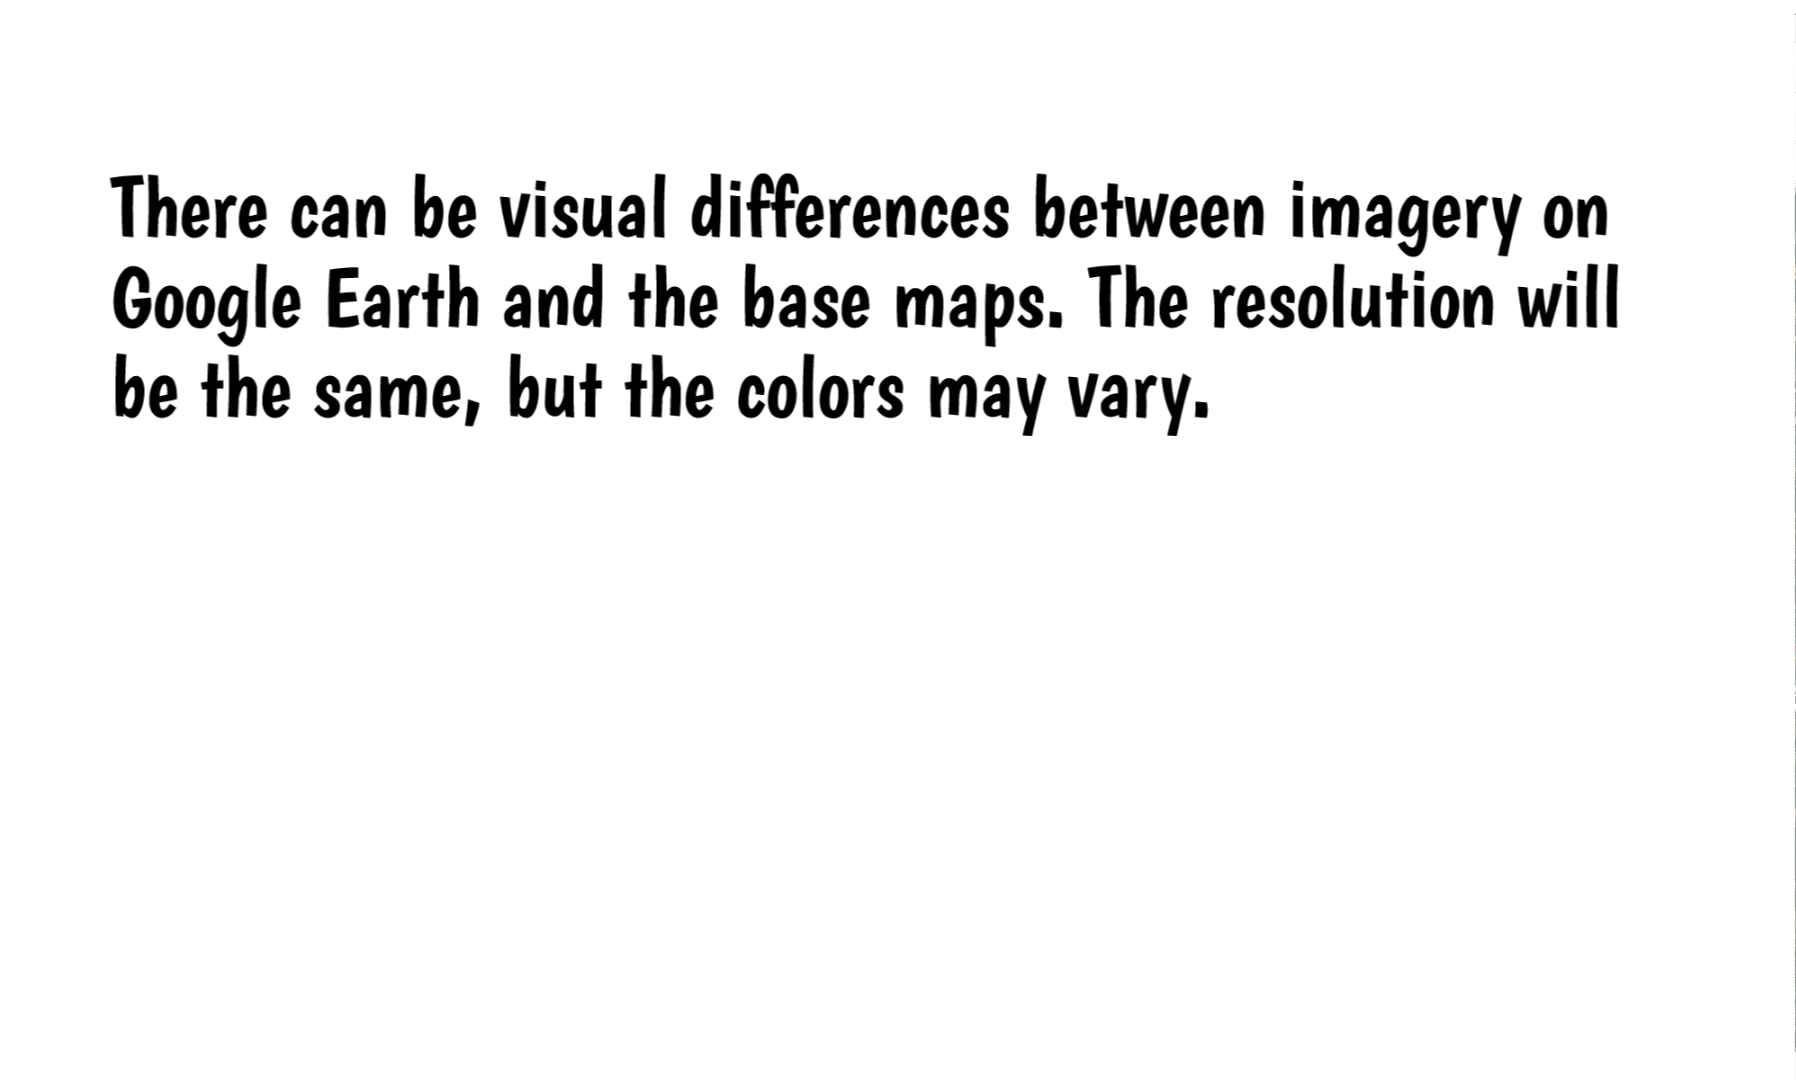 There can be visual differences between imagery on
Google Earth and the base maps. The resolution will
be the same, but the colors may vary.